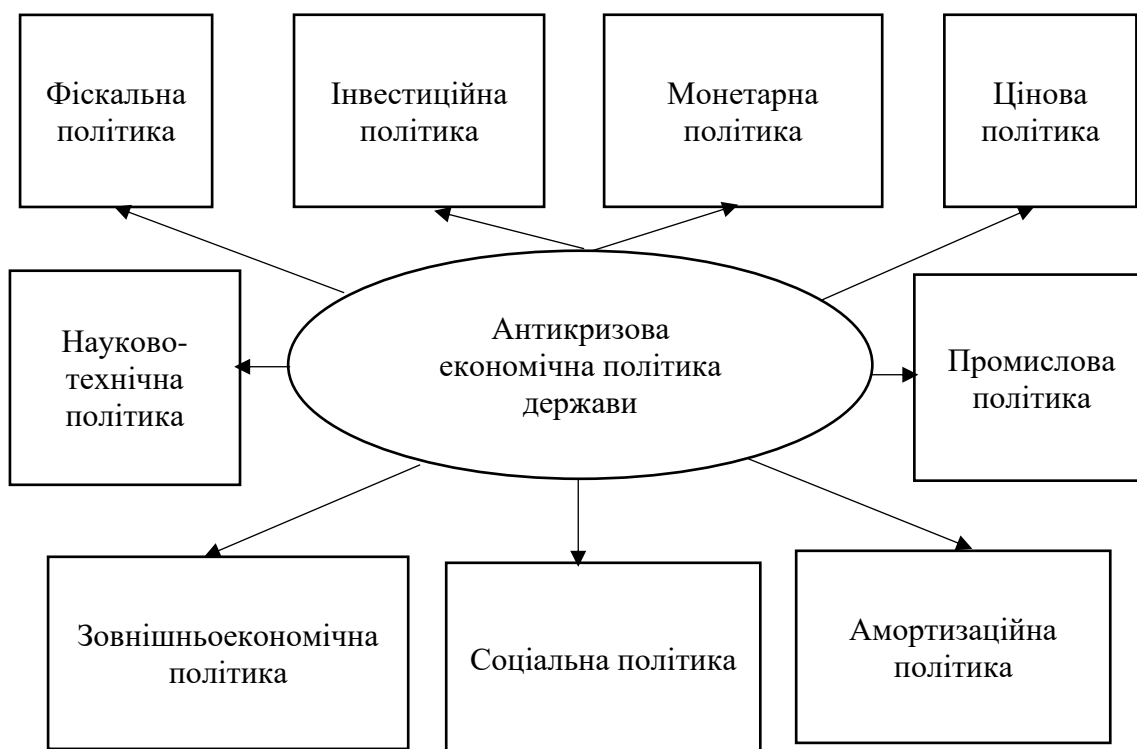 Фіскальна
політика
Інвестиційна
політика
Монетарна
політика
Цінова
політика
Науково-
технічна
політика
Антикризова
економічна політика
держави
Промислова
політика
Зовнішньоекономічна
політика
Соціальна політика
Амортизаційна
політика